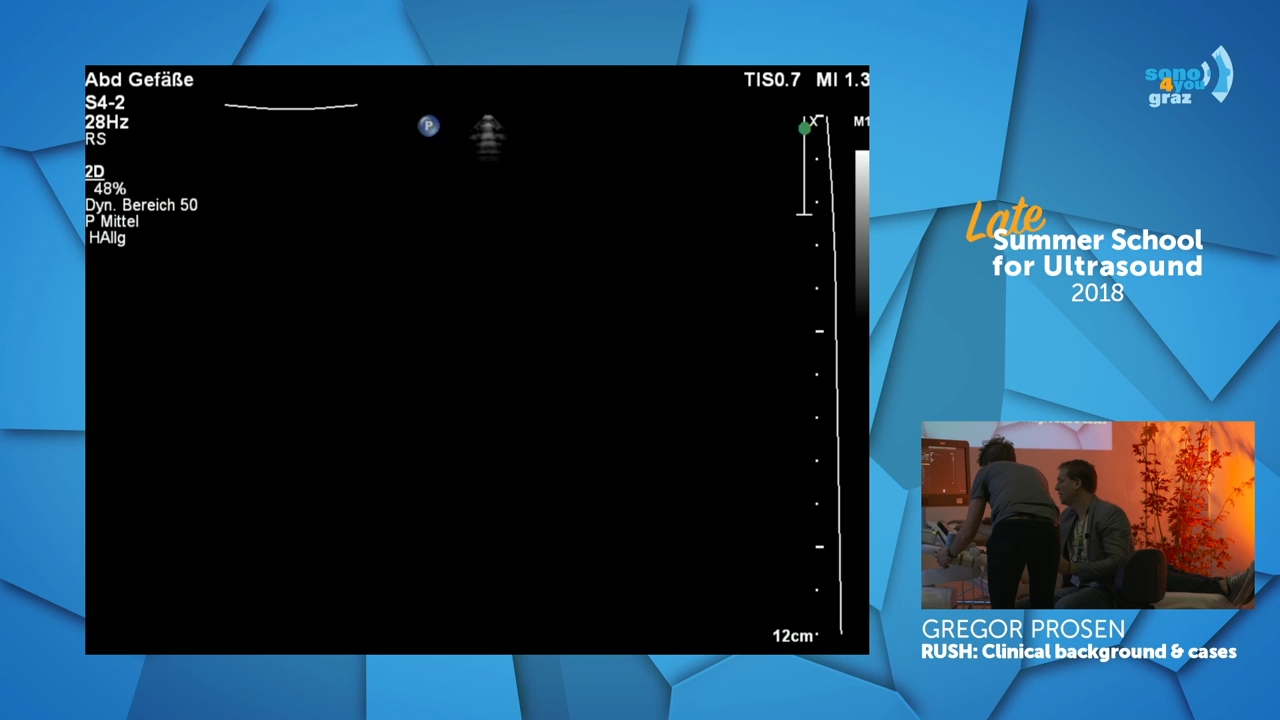 Abd Gefäße
TIS0.7 MI 1.3
S4-2
28Hz
RS
2D
48%
Dyn. Bereich 50
P Mittel
HAllg
P
X
M1
12cm
sono
4you
graz
Late
Summer School
for Ultrasound
2018
GREGOR PROSEN
RUSH: Clinical background & cases